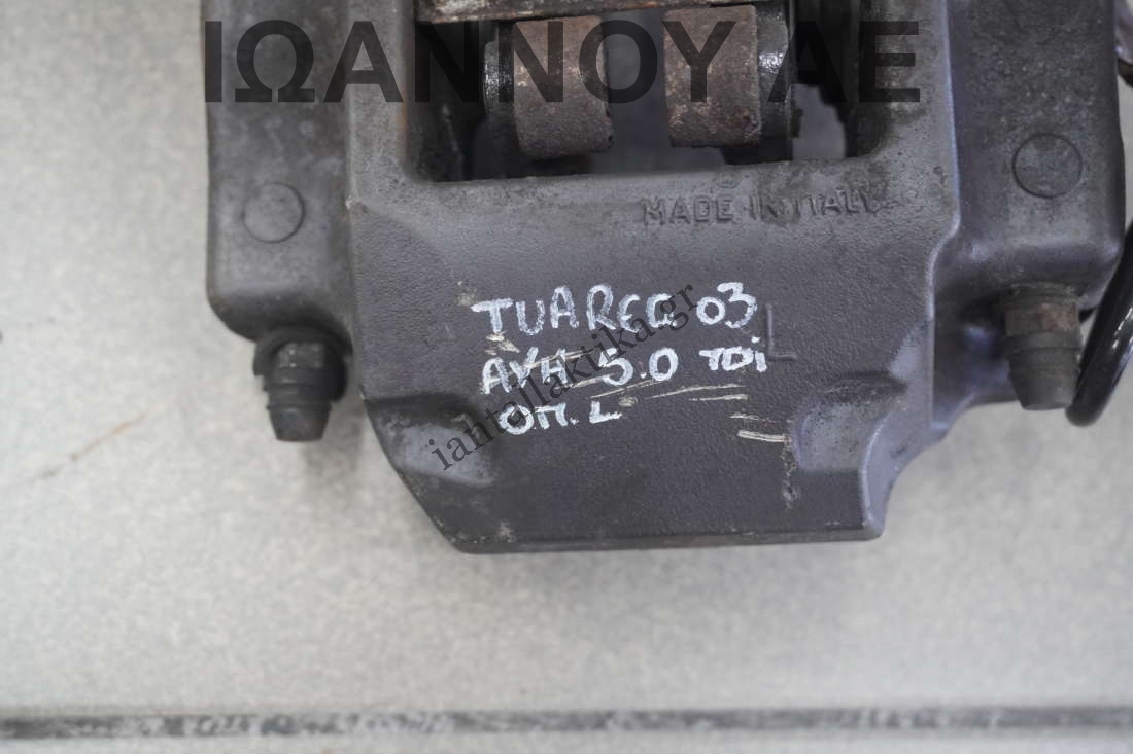 ΙΩΑΝΝΟΥ ΑΕ
MADE IN ITALY
TUAREG 03
L
AYH 5.0 TDi
ΟΠ. L
iantallaktika.gr